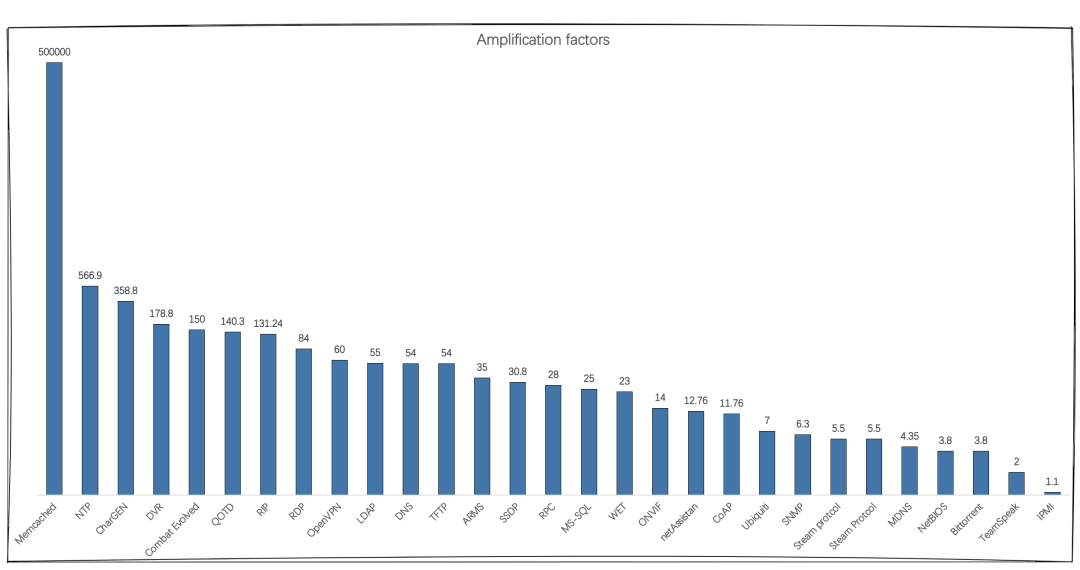 Amplification factors
500000
566.9
358.8
178.8
150
140.3
131.24
84
60
55
54
54
35
30.8
28
25
23
14
12.76
11.76
7
6.3
5.5
5.5
4.35
3.8
3.8
2
1.1
Memcached
NTP
CharGEN
DVR
Combat Evolved
QOTD
RIP
RDP
OpenVPN
LDAP
DNS
TFTP
ARMS
SSDP
RPC
MS-SQL
WET
ONVIF
netAssistan
CoAP
Ubiquti
SNMP
Steam protcol
Steam Protcol
MDNS
NetBIOS
Bittorrent
TeamSpeak
IPMI